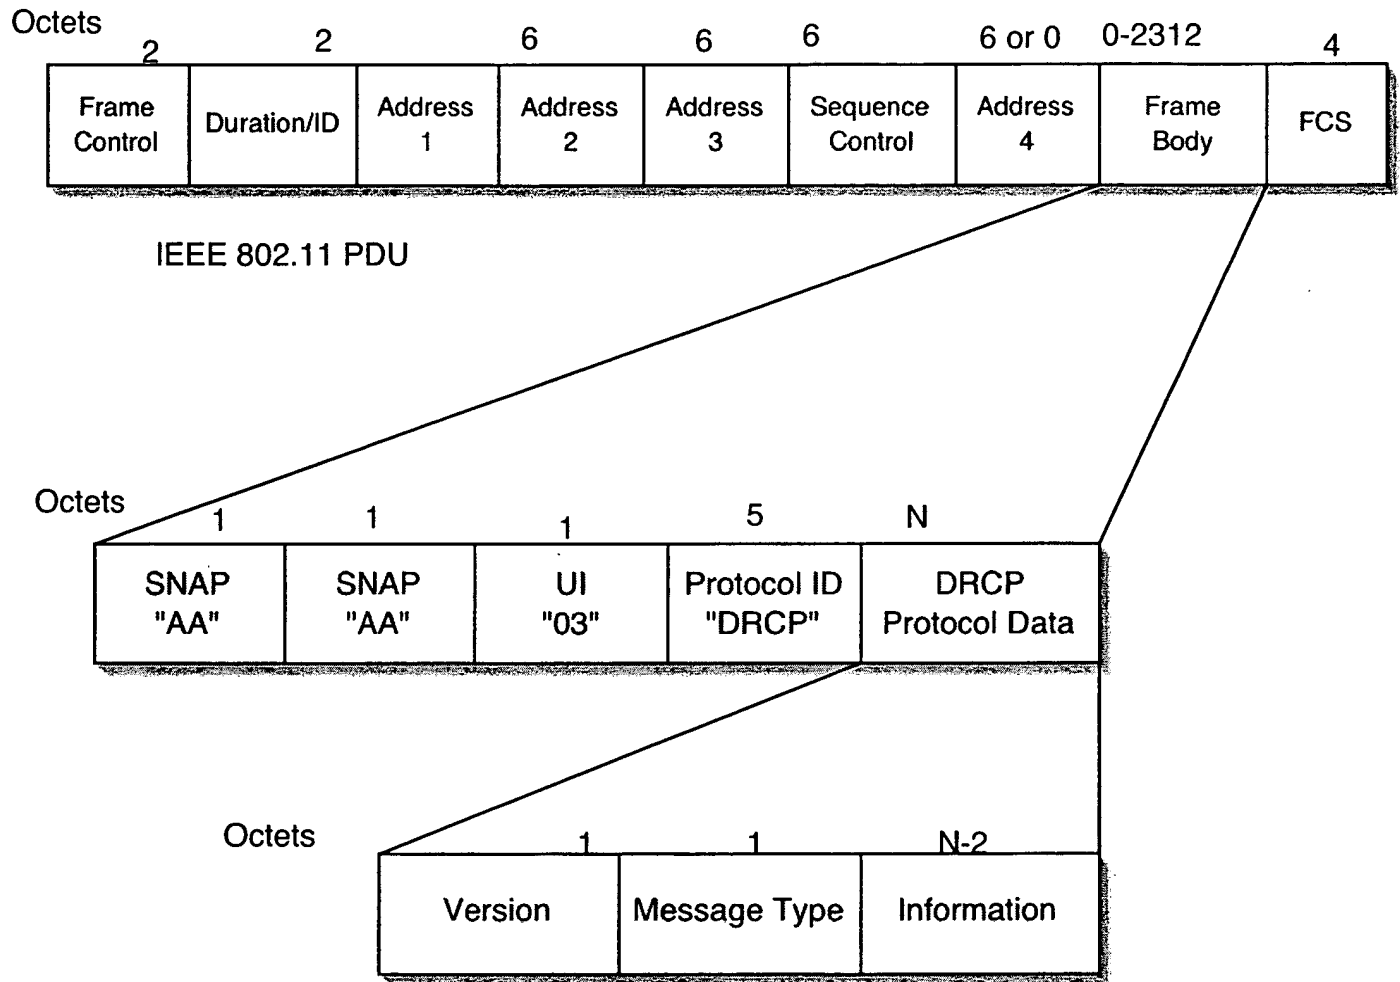 Octets
2 2 6 6 6 6 or 0 0-2312 4
Frame Control
Duration/ID
Address 1
Address 2
Address 3
Sequence Control
Address 4
Frame Body
FCS
IEEE 802.11 PDU
Octets
1 1 1 5 N
SNAP "AA"
SNAP "AA"
UI "03"
Protocol ID "DRCP"
DRCP Protocol Data
Octets
1 1 N-2
Version
Message Type
Information